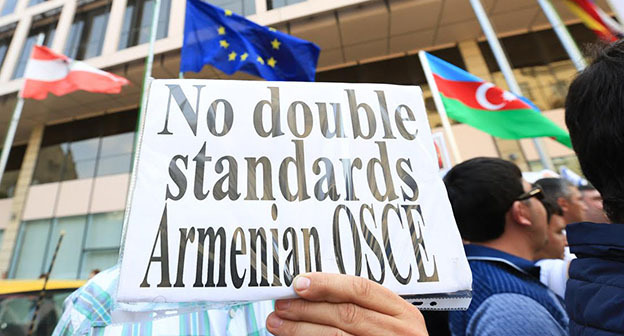 No double
standards
Armenian OSCE